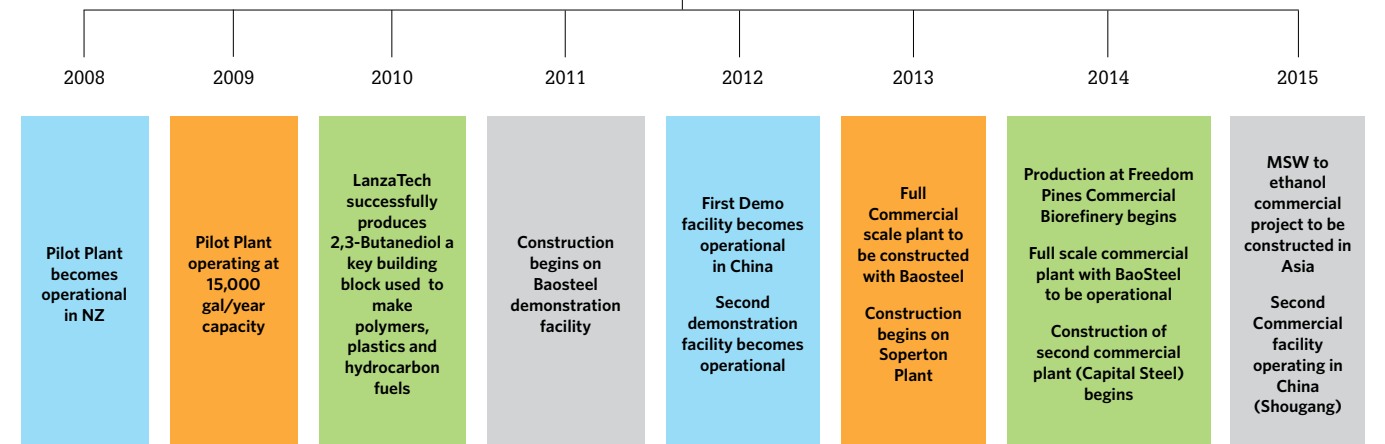 2008
2009
2010
2011
2012
2013
2014
2015
Pilot Plant
becomes
operational
in NZ
Pilot Plant
operating at
15,000
gal/year
capacity
LanzaTech
successfully
produces
2,3-Butanediol a
key building
block used to
make
polymers,
plastics and
hydrocarbon
fuels
Construction
begins on
Baosteel
demonstration
facility
First Demo
facility becomes
operational
in China
Second
demonstration
facility becomes
operational
Full
Commercial
scale plant to
be constructed
with Baosteel
Construction
begins on
Soperton
Plant
Production at Freedom
Pines Commercial
Biorefinery begins
Full scale commercial
plant with BaoSteel
to be operational
Construction of
second commercial
plant (Capital Steel)
begins
MSW to
ethanol
commercial
project to be
constructed in
Asia
Second
Commercial
facility
operating in
China
(Shougang)